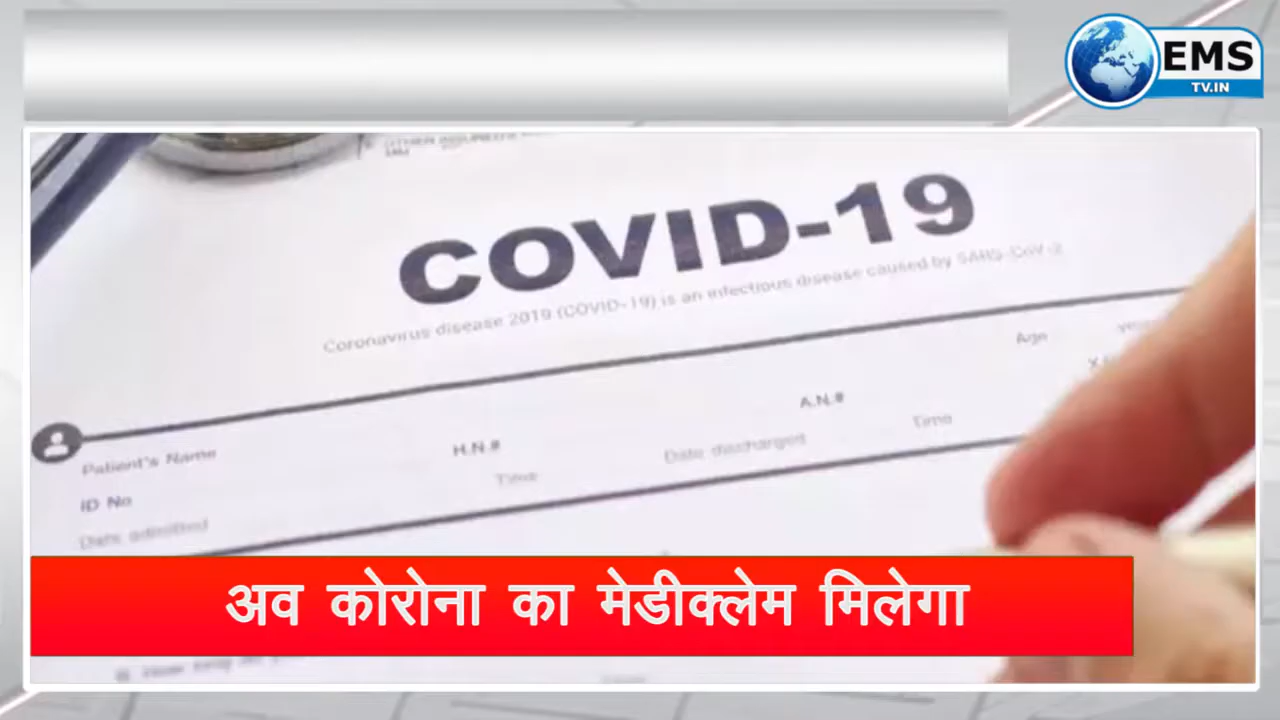 EMS
TV.IN
COVID-19
Coronavirus disease 2019 (COVID-19) is an infectious disease caused by SARS-CoV-2
Age
Patient's Name
H.N.#
A.N.#
ID No
Time
Date discharged
Time
Date admitted
अव कोरोना का मेडीक्लेम मिलेगा